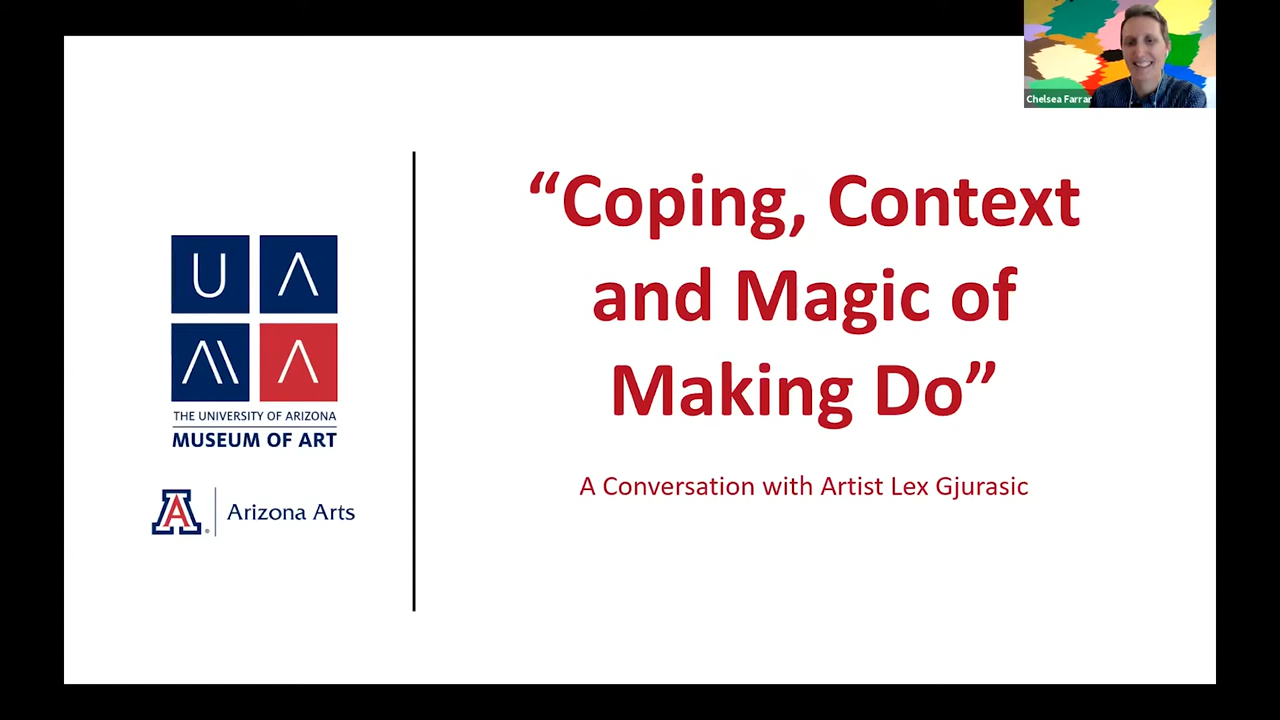 Chelsea Farrar
“Coping, Context
and Magic of
Making Do”
A Conversation with Artist Lex Gjurasic
U A
M A
THE UNIVERSITY OF ARIZONA
MUSEUM OF ART
A
Arizona Arts